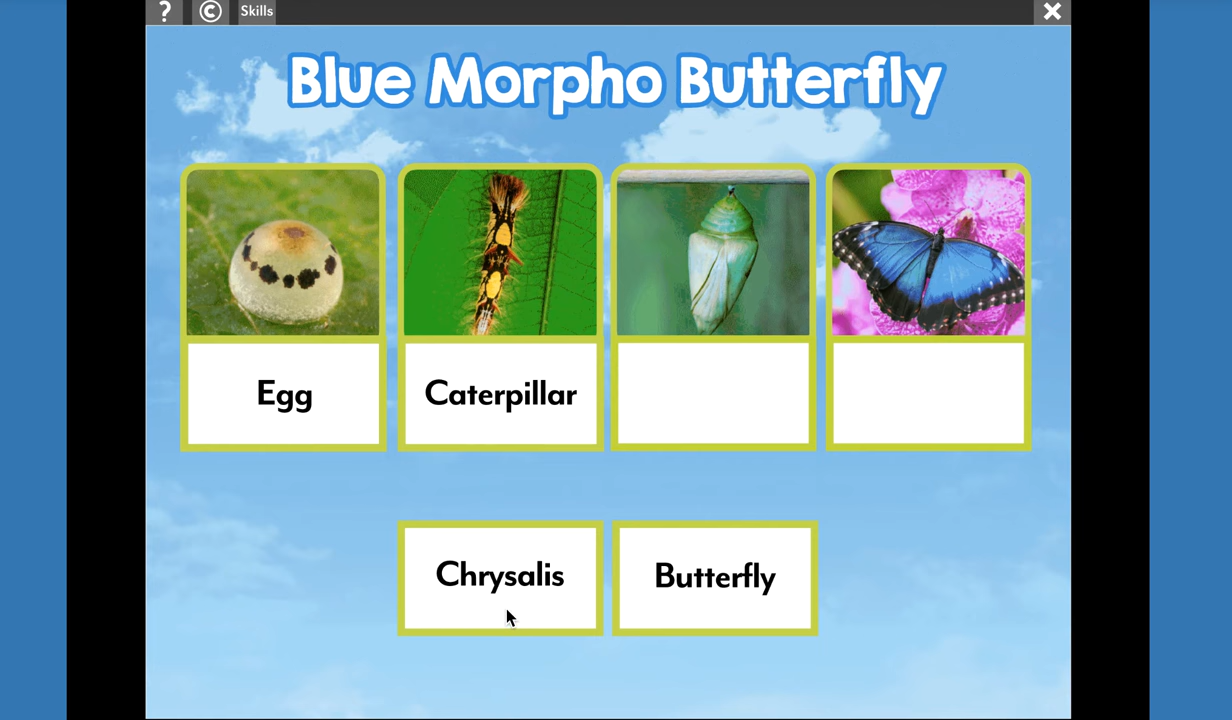 ? © Skills
Blue Morpho Butterfly
Egg Caterpillar
Chrysalis Butterfly